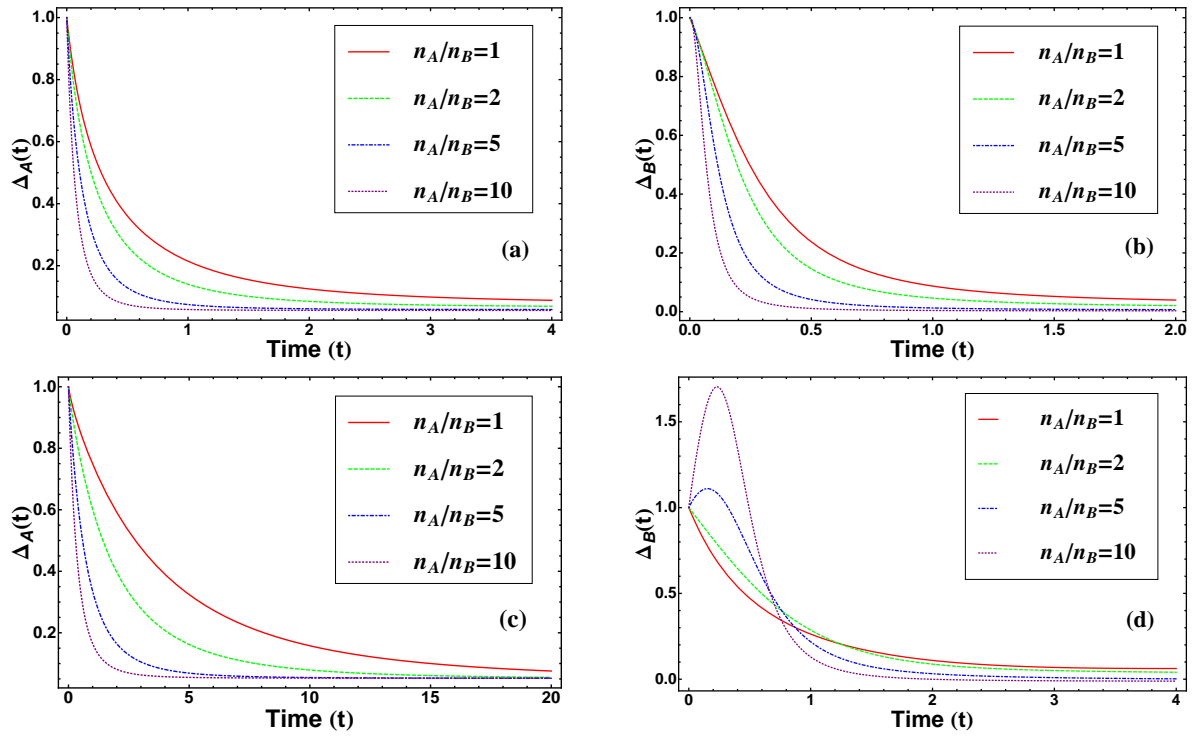 1.0
0.8
0.6
0.4
0.2
Δ_A(t)
n_A/n_B=1
n_A/n_B=2
n_A/n_B=5
n_A/n_B=10
(a)
0 1 2 3 4
Time (t)
1.0
0.8
0.6
0.4
0.2
0.0
Δ_B(t)
n_A/n_B=1
n_A/n_B=2
n_A/n_B=5
n_A/n_B=10
(b)
0.0 0.5 1.0 1.5 2.0
Time (t)
1.0
0.8
0.6
0.4
0.2
Δ_A(t)
n_A/n_B=1
n_A/n_B=2
n_A/n_B=5
n_A/n_B=10
(c)
0 5 10 15 20
Time (t)
1.5
1.0
0.5
0.0
Δ_B(t)
n_A/n_B=1
n_A/n_B=2
n_A/n_B=5
n_A/n_B=10
(d)
0 1 2 3 4
Time (t)